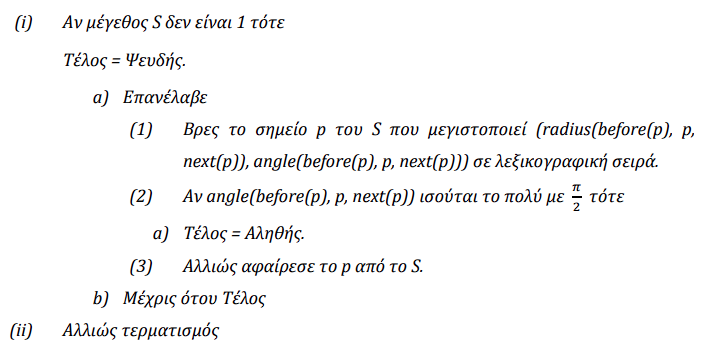 (i) Αν μέγεθος S δεν είναι 1 τότε
Τέλος = Ψευδής.
a) Επανέλαβε
(1) Βρες το σημείο p του S που μεγιστοποιεί (radius(before(p), p,
next(p)), angle(before(p), p, next(p))) σε λεξικογραφική σειρά.
(2) Αν angle(before(p), p, next(p)) ισούται το πολύ με π/2 τότε
a) Τέλος = Αληθής.
(3) Αλλιώς αφαίρεσε το p από το S.
b) Μέχρις ότου Τέλος
(ii) Αλλιώς τερματισμός